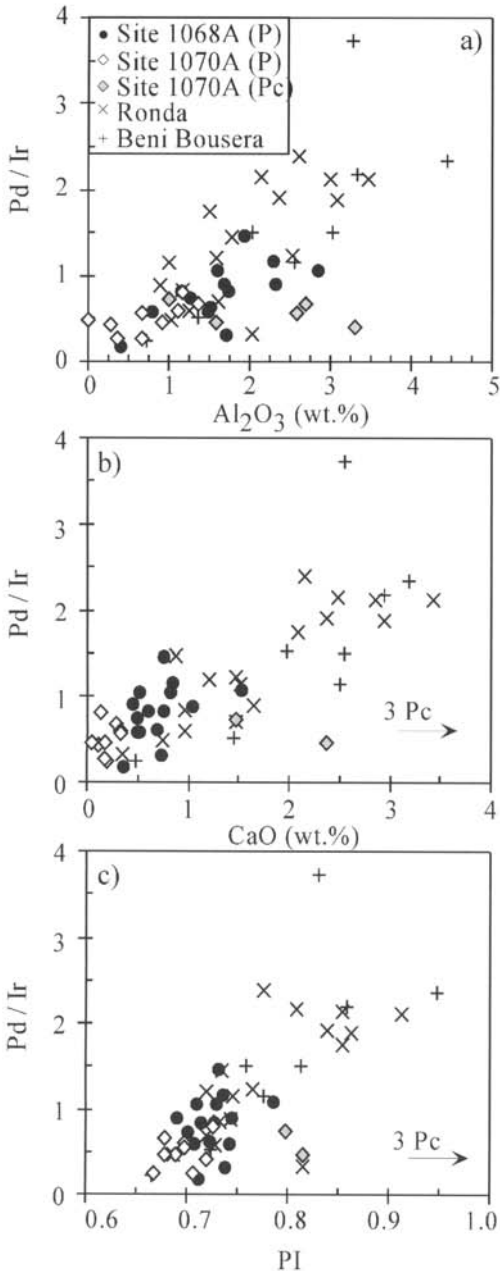 4
3
2
1
0
Pd / Ir
Site 1068A (P)
Site 1070A (P)
Site 1070A (Pc)
Ronda
Beni Bousera
a)
0
1
2
3
4
5
Al₂O₃ (wt.%)
4
3
2
1
0
Pd / Ir
b)
3 Pc
0
1
2
3
4
CaO (wt.%)
4
3
2
1
0
Pd / Ir
c)
3 Pc
0.6
0.7
0.8
0.9
1.0
PI